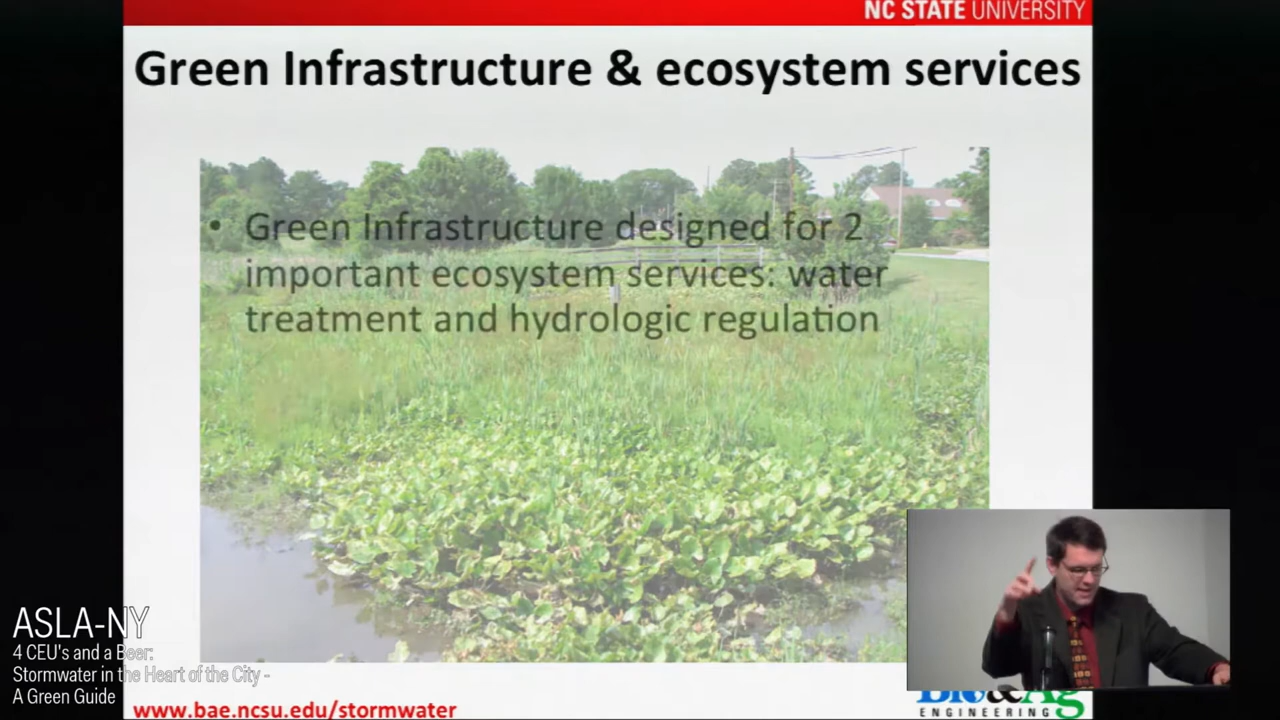 NC STATE UNIVERSITY
Green Infrastructure & ecosystem services
• Green Infrastructure designed for 2
important ecosystem services: water
treatment and hydrologic regulation
ASLA-NY
4 CEU's and a Beer:
Stormwater in the Heart of the City -
A Green Guide
www.bae.ncsu.edu/stormwater
Bio&Ag
ENGINEERING